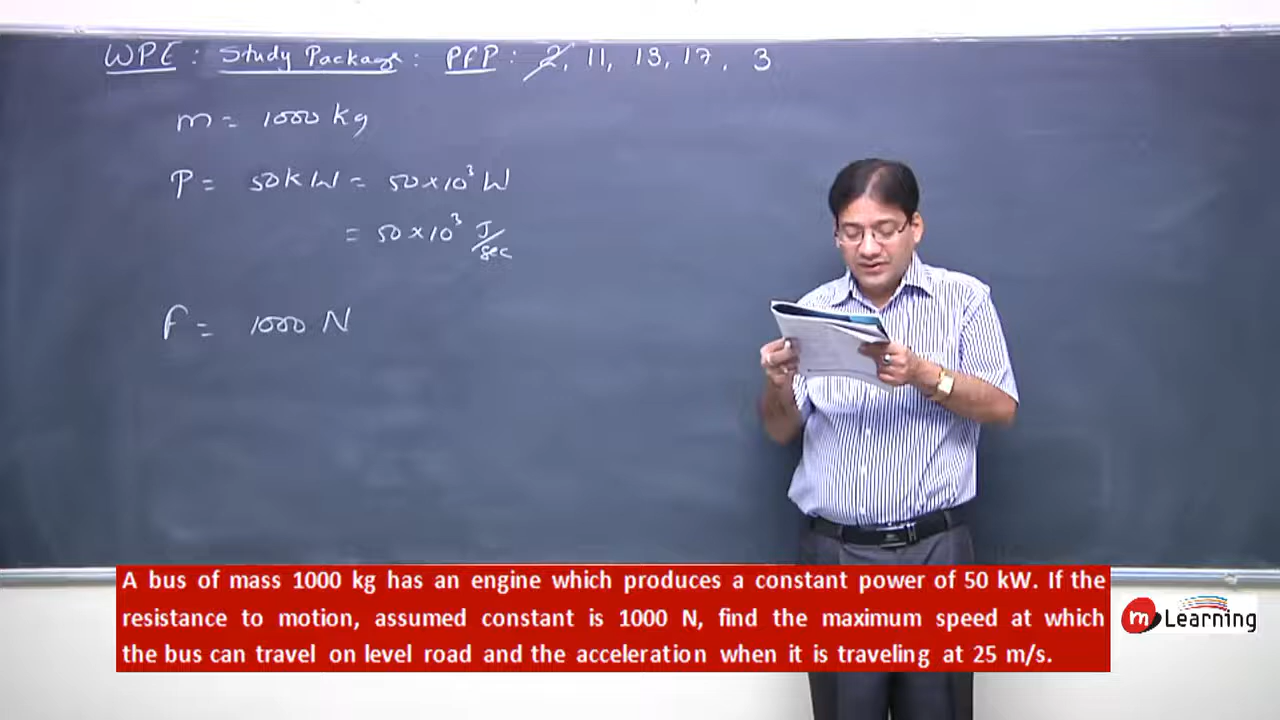 WPE : Study Package : PFP : 2, 11, 13, 17, 3
m = 1000 kg
P = 50 kW = 50 × 10³ W
= 50 × 10³ J/sec
f = 1000 N
A bus of mass 1000 kg has an engine which produces a constant power of 50 kW. If the
resistance to motion, assumed constant is 1000 N, find the maximum speed at which
the bus can travel on level road and the acceleration when it is traveling at 25 m/s.
m Learning